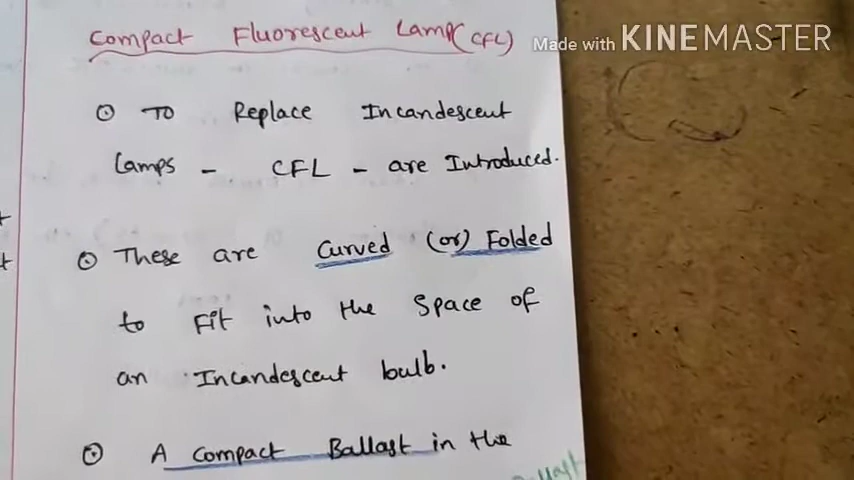 Compact Fluorescent Lamp (CFL)
Made with KINEMASTER
⊙ To Replace Incandescent
Lamps - CFL - are Introduced.
⊙ These are Curved (or) Folded
to Fit into the Space of
an Incandescent bulb.
⊙ A Compact Ballast in the
Ballast